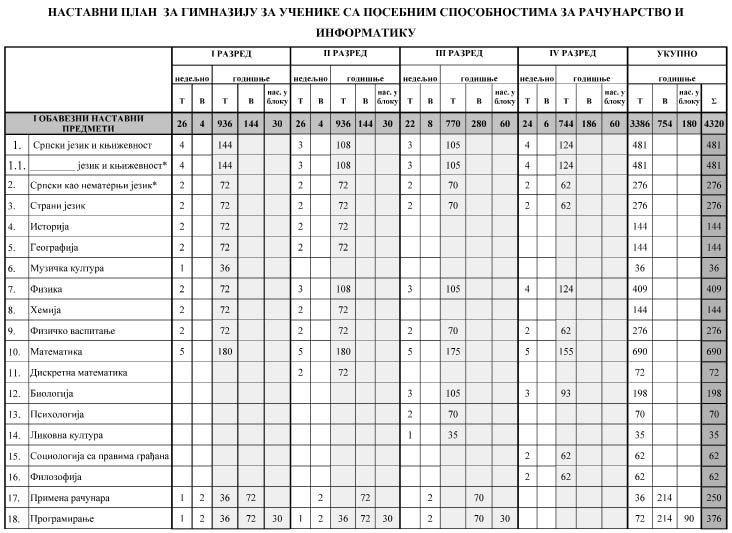 НАСТАВНИ ПЛАН ЗА ГИМНАЗИЈУ ЗА УЧЕНИКЕ СА ПОСЕБНИМ СПОСОБНОСТИМА ЗА РАЧУНАРСТВО И
ИНФОРМАТИКУ
I РАЗРЕД II РАЗРЕД III РАЗРЕД IV РАЗРЕД УКУПНО
недељно годишње недељно годишње недељно годишње недељно годишње годишње
Т В Т В нас. у блоку Т В Т В нас. у блоку Т В Т В нас. у блоку Т В Т В нас. у блоку Т В нас. у блоку Σ
I ОБАВЕЗНИ НАСТАВНИ ПРЕДМЕТИ 26 4 936 144 30 26 4 936 144 30 22 8 770 280 60 24 6 744 186 60 3386 754 180 4320
1. Српски језик и књижевност 4 144 3 108 3 105 4 124 481 481
1.1. _________ језик и књижевност* 4 144 3 108 3 105 4 124 481 481
2. Српски као нематерњи језик* 2 72 2 72 2 70 2 62 276 276
3. Страни језик 2 72 2 72 2 70 2 62 276 276
4. Историја 2 72 2 72 144 144
5. Географија 2 72 2 72 144 144
6. Музичка култура 1 36 36 36
7. Физика 2 72 3 108 3 105 4 124 409 409
8. Хемија 2 72 2 72 144 144
9. Физичко васпитање 2 72 2 72 2 70 2 62 276 276
10. Математика 5 180 5 180 5 175 5 155 690 690
11. Дискретна математика 2 72 72 72
12. Биологија 3 105 3 93 198 198
13. Психологија 2 70 70 70
14. Ликовна култура 1 35 35 35
15. Социологија са правима грађана 2 62 62 62
16. Филозофија 2 62 62 62
17. Примена рачунара 1 2 36 72 2 72 2 70 36 214 250
18. Програмирање 1 2 36 72 30 1 2 36 72 30 2 70 30 72 214 90 376